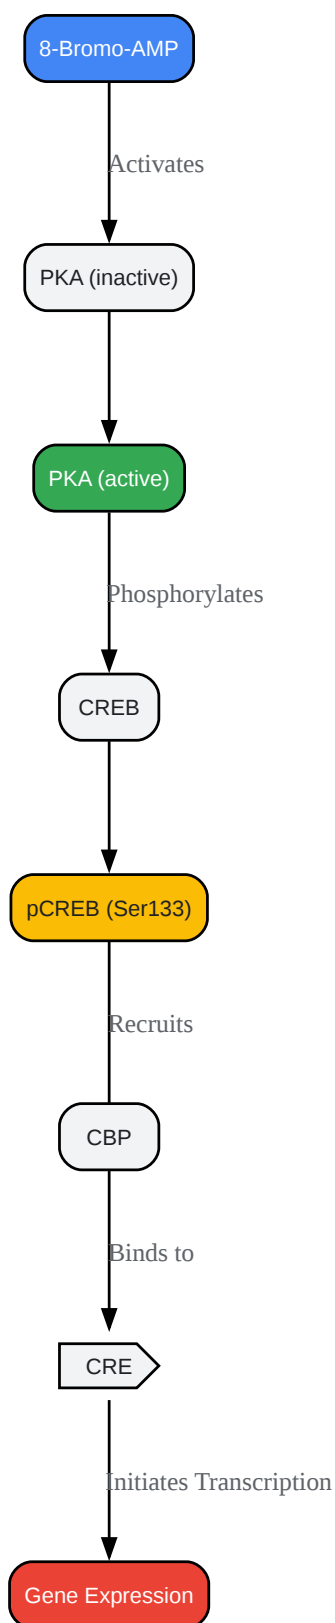 8-Bromo-AMP
Activates
PKA (inactive)
PKA (active)
Phosphorylates
CREB
pCREB (Ser133)
Recruits
CBP
Binds to
CRE
Initiates Transcription
Gene Expression